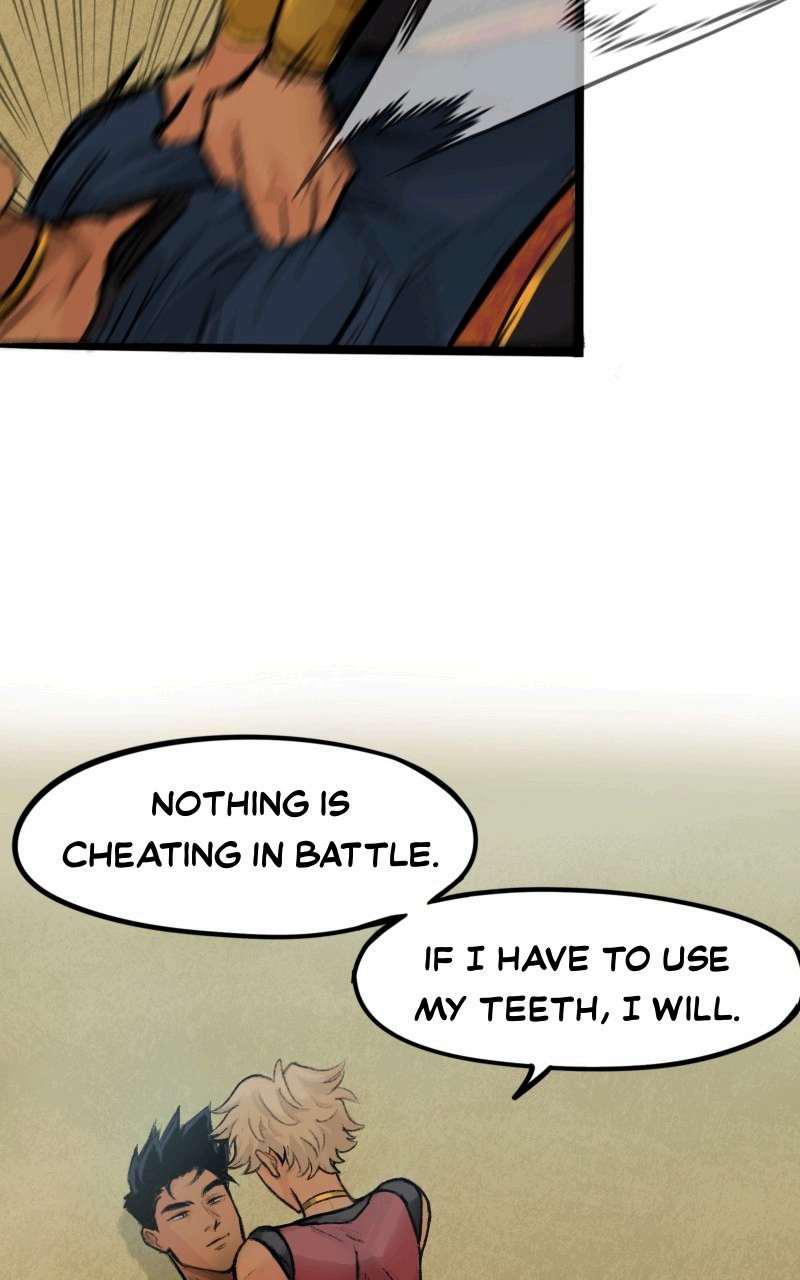 NOTHING IS
CHEATING IN BATTLE.
IF I HAVE TO USE
MY TEETH, I WILL.